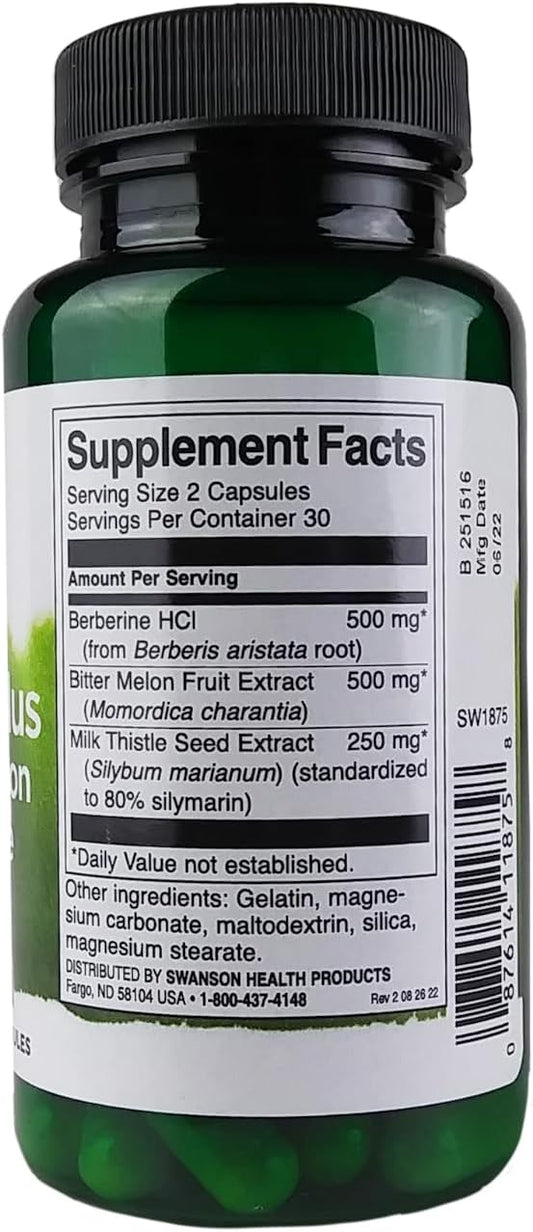 Supplement Facts
Serving Size 2 Capsules
Servings Per Container 30
Amount Per Serving
Berberine HCl 500 mg*
(from Berberis aristata root)
Bitter Melon Fruit Extract 500 mg*
(Momordica charantia)
Milk Thistle Seed Extract 250 mg*
(Silybum marianum) (standardized
to 80% silymarin)
*Daily Value not established.
Other ingredients: Gelatin, magne-
sium carbonate, maltodextrin, silica,
magnesium stearate.
DISTRIBUTED BY SWANSON HEALTH PRODUCTS
Fargo, ND 58104 USA • 1-800-437-4148 Rev 2 08 26 22
B 251516
Mfg Date
06/22
SW1875
0 87614 11875 8